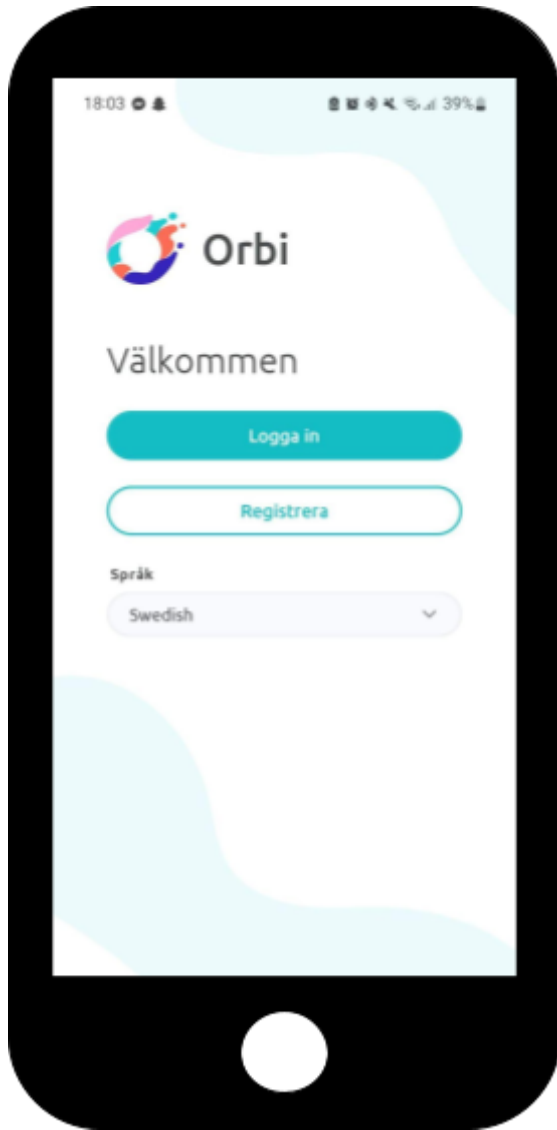 18:03 39%
Orbi
Välkommen
Logga in
Registrera
Språk
Swedish